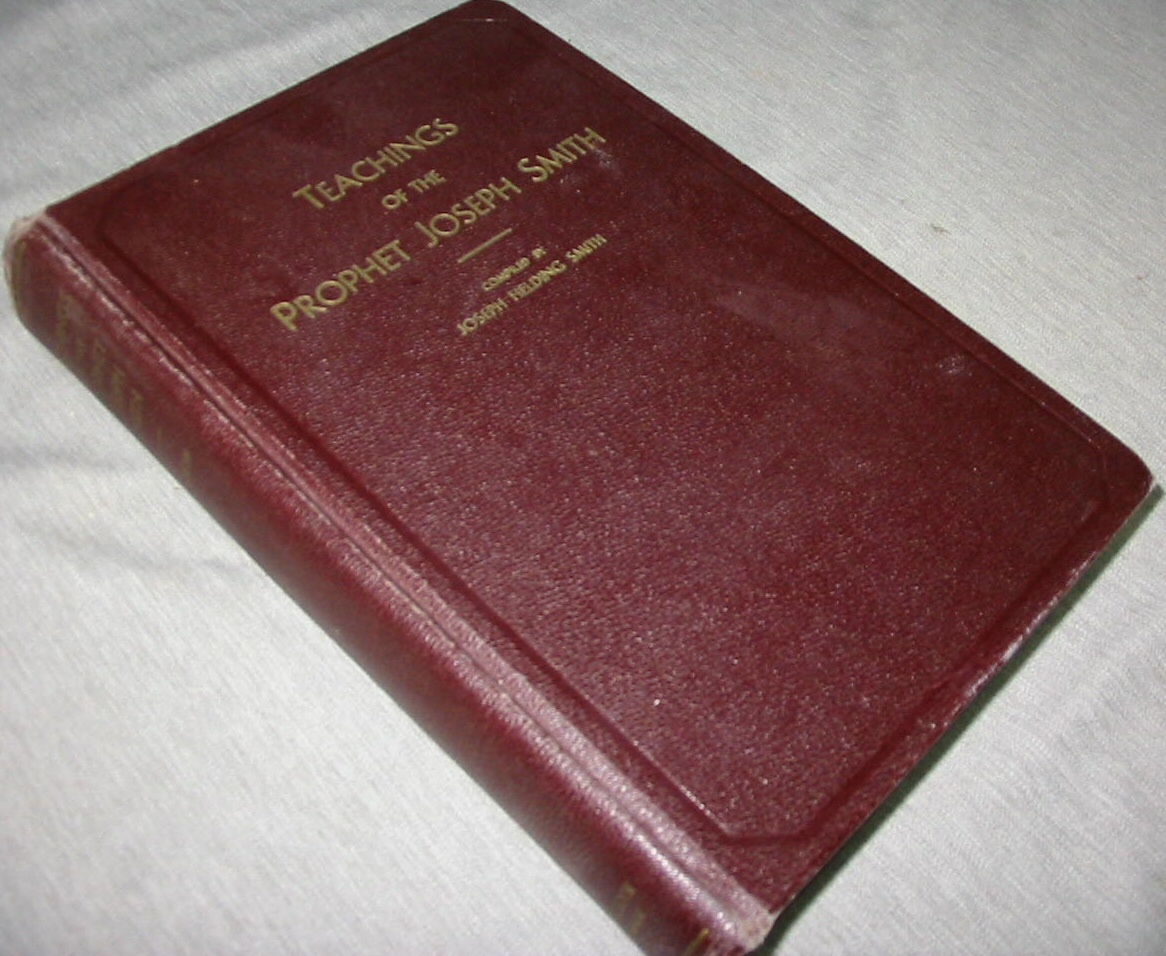 TEACHINGS
OF THE
PROPHET JOSEPH SMITH
COMPILED BY
JOSEPH FIELDING SMITH